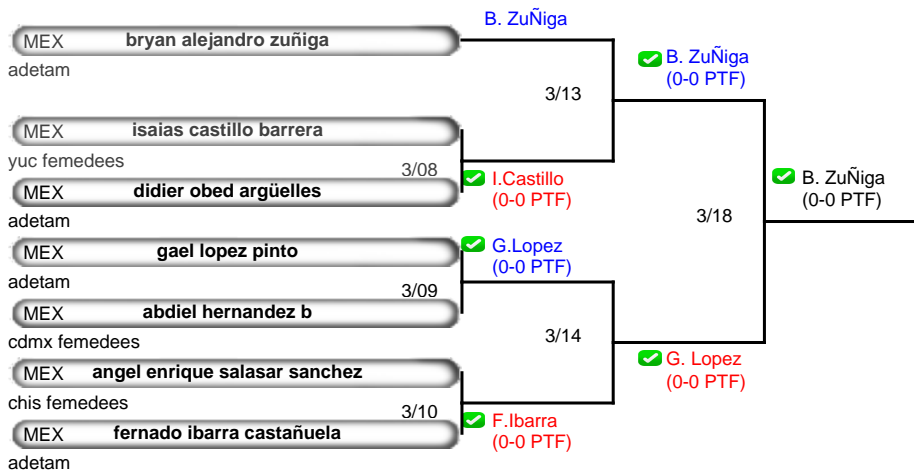 B. ZuÑiga
MEX bryan alejandro zuñiga
adetam
B. ZuÑiga
(0-0 PTF)
3/13
MEX isaias castillo barrera
yuc femedees
3/08
I.Castillo
(0-0 PTF)
B. ZuÑiga
(0-0 PTF)
MEX didier obed argüelles
adetam
3/18
MEX gael lopez pinto
G.Lopez
(0-0 PTF)
adetam
3/09
MEX abdiel hernandez b
cdmx femedees
3/14
MEX angel enrique salasar sanchez
G. Lopez
(0-0 PTF)
chis femedees
3/10
F.Ibarra
(0-0 PTF)
MEX fernado ibarra castañuela
adetam